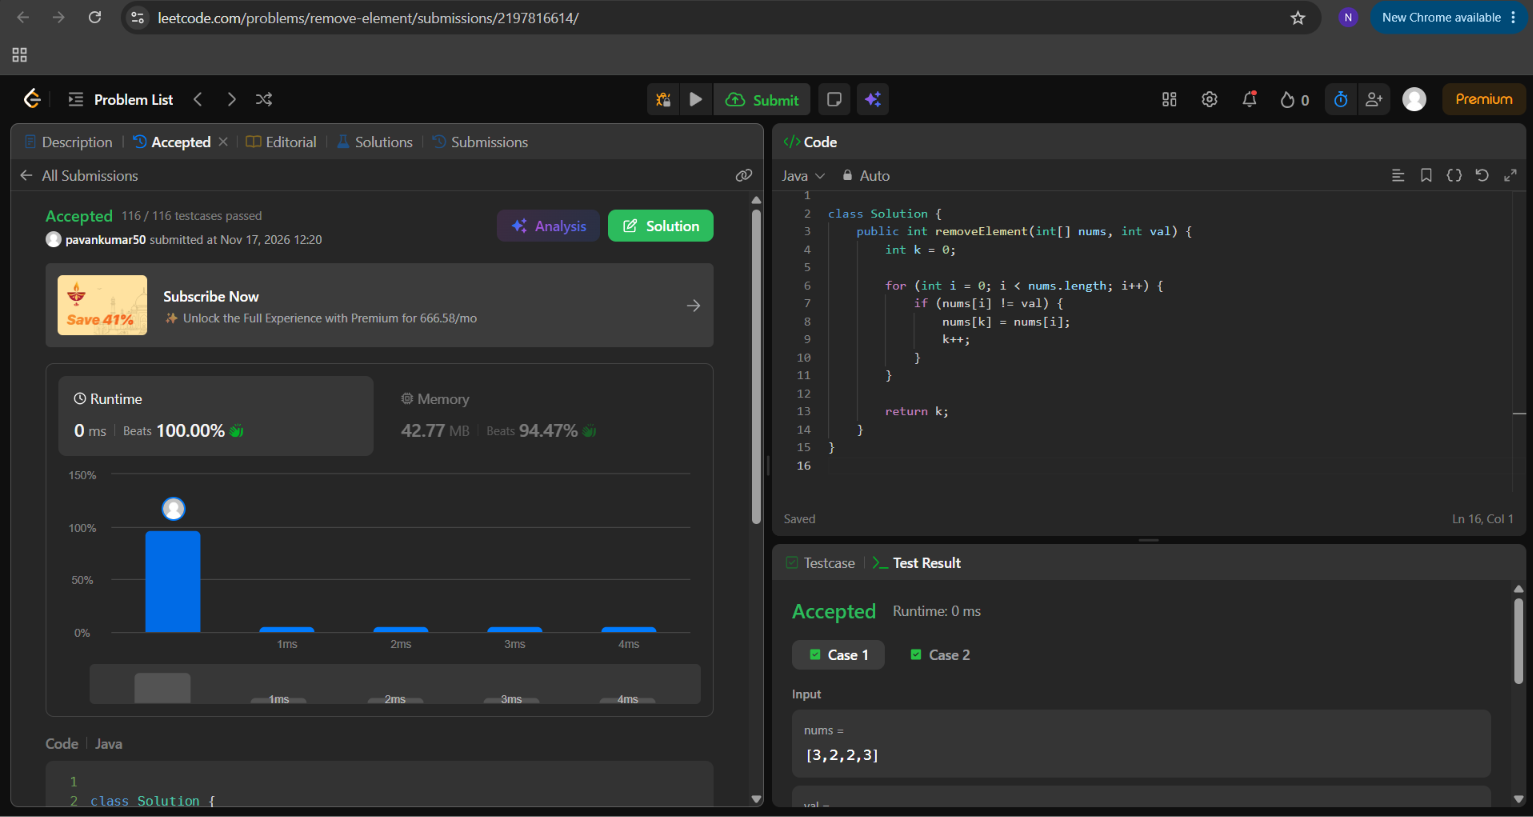 leetcode.com/problems/remove-element/submissions/2197816614/
N
New Chrome available
Problem List
Submit
0
Premium
Description
Accepted
Editorial
Solutions
Submissions
All Submissions
Accepted 116 / 116 testcases passed
pavankumar50 submitted at Nov 17, 2026 12:20
Analysis
Solution
Save 41%
Subscribe Now
✨ Unlock the Full Experience with Premium for 666.58/mo
Runtime
0 ms Beats 100.00%
Memory
42.77 MB Beats 94.47%
150%
100%
50%
0%
1ms 2ms 3ms 4ms
1ms 2ms 3ms 4ms
Code Java
1
2 class Solution {
</> Code
Java Auto
1
2 class Solution {
3 public int removeElement(int[] nums, int val) {
4 int k = 0;
5
6 for (int i = 0; i < nums.length; i++) {
7 if (nums[i] != val) {
8 nums[k] = nums[i];
9 k++;
10 }
11 }
12
13 return k;
14 }
15 }
16
Saved
Ln 16, Col 1
Testcase
>_ Test Result
Accepted Runtime: 0 ms
Case 1
Case 2
Input
nums =
[3,2,2,3]
val =